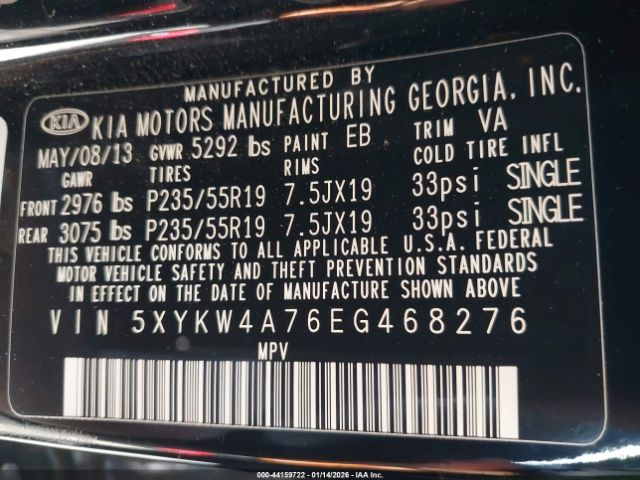 MANUFACTURED BY
KIA KIA MOTORS MANUFACTURING GEORGIA, INC.
MAY/08/13 GVWR 5292 lbs PAINT EB TRIM VA
GAWR TIRES RIMS COLD TIRE INFL
FRONT 2976 lbs P235/55R19 7.5JX19 33psi SINGLE
REAR 3075 lbs P235/55R19 7.5JX19 33psi SINGLE
THIS VEHICLE CONFORMS TO ALL APPLICABLE U.S.A. FEDERAL
MOTOR VEHICLE SAFETY AND THEFT PREVENTION STANDARDS
IN EFFECT ON THE DATE OF MANUFACTURE SHOWN ABOVE
VIN 5XYKW4A76EG468276
MPV
000-44159722 - 01/14/2026 - IAA Inc.